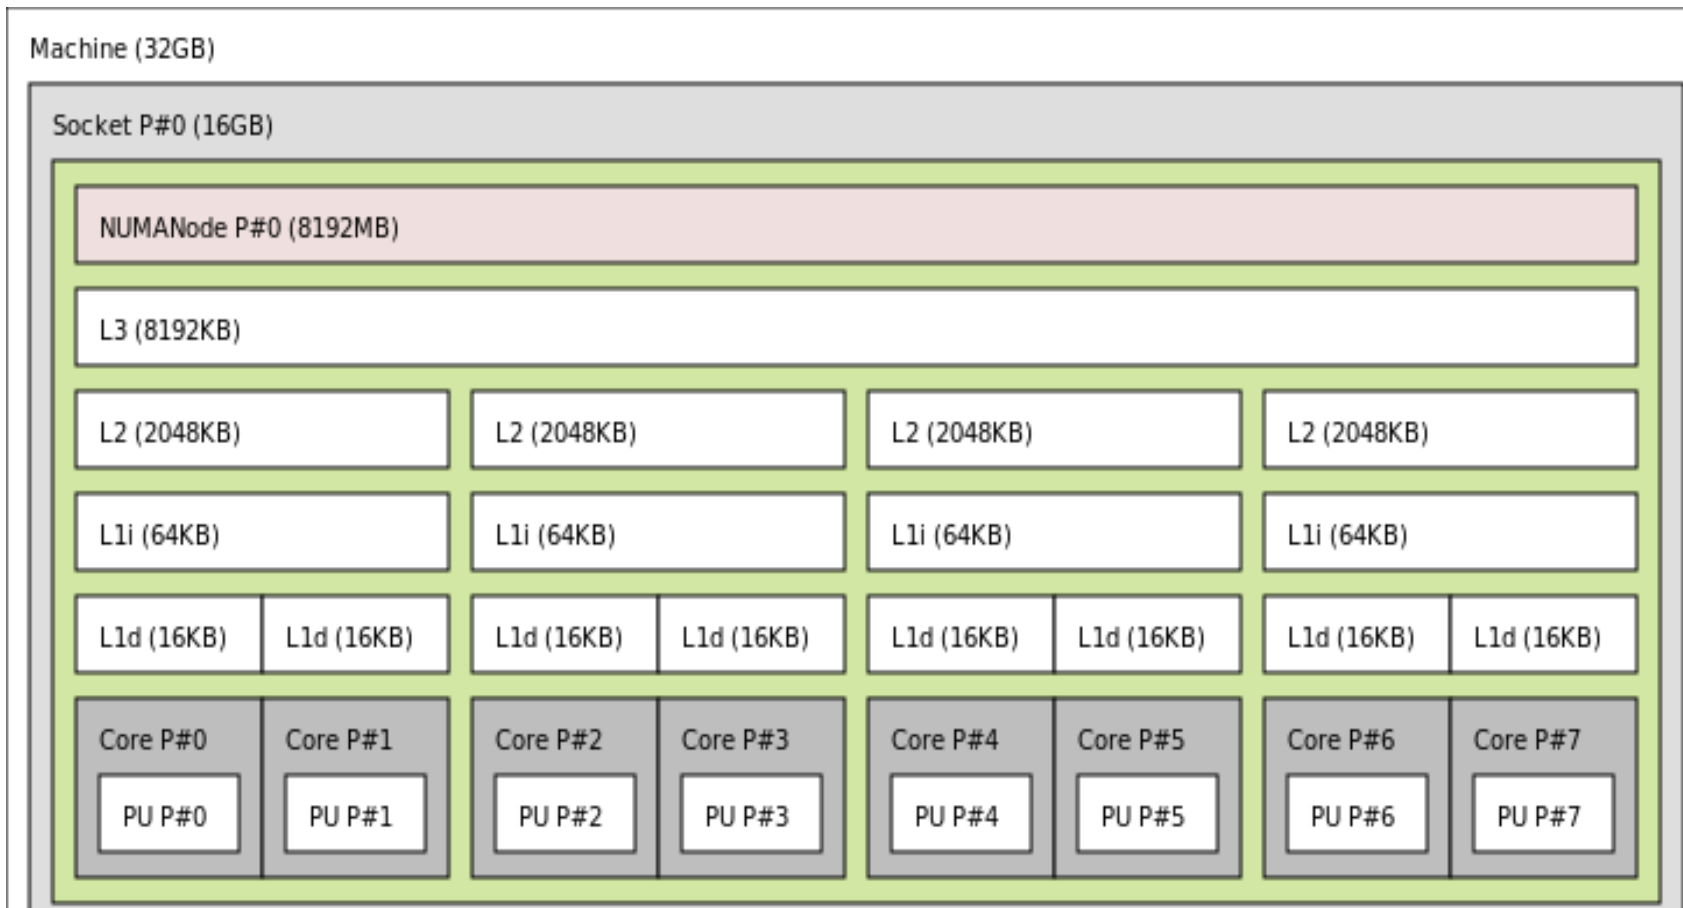 Machine (32GB)
Socket P#0 (16GB)
NUMANode P#0 (8192MB)
L3 (8192KB)
L2 (2048KB) L2 (2048KB) L2 (2048KB) L2 (2048KB)
L1i (64KB) L1i (64KB) L1i (64KB) L1i (64KB)
L1d (16KB) L1d (16KB) L1d (16KB) L1d (16KB) L1d (16KB) L1d (16KB) L1d (16KB) L1d (16KB)
Core P#0 Core P#1 Core P#2 Core P#3 Core P#4 Core P#5 Core P#6 Core P#7
PU P#0 PU P#1 PU P#2 PU P#3 PU P#4 PU P#5 PU P#6 PU P#7